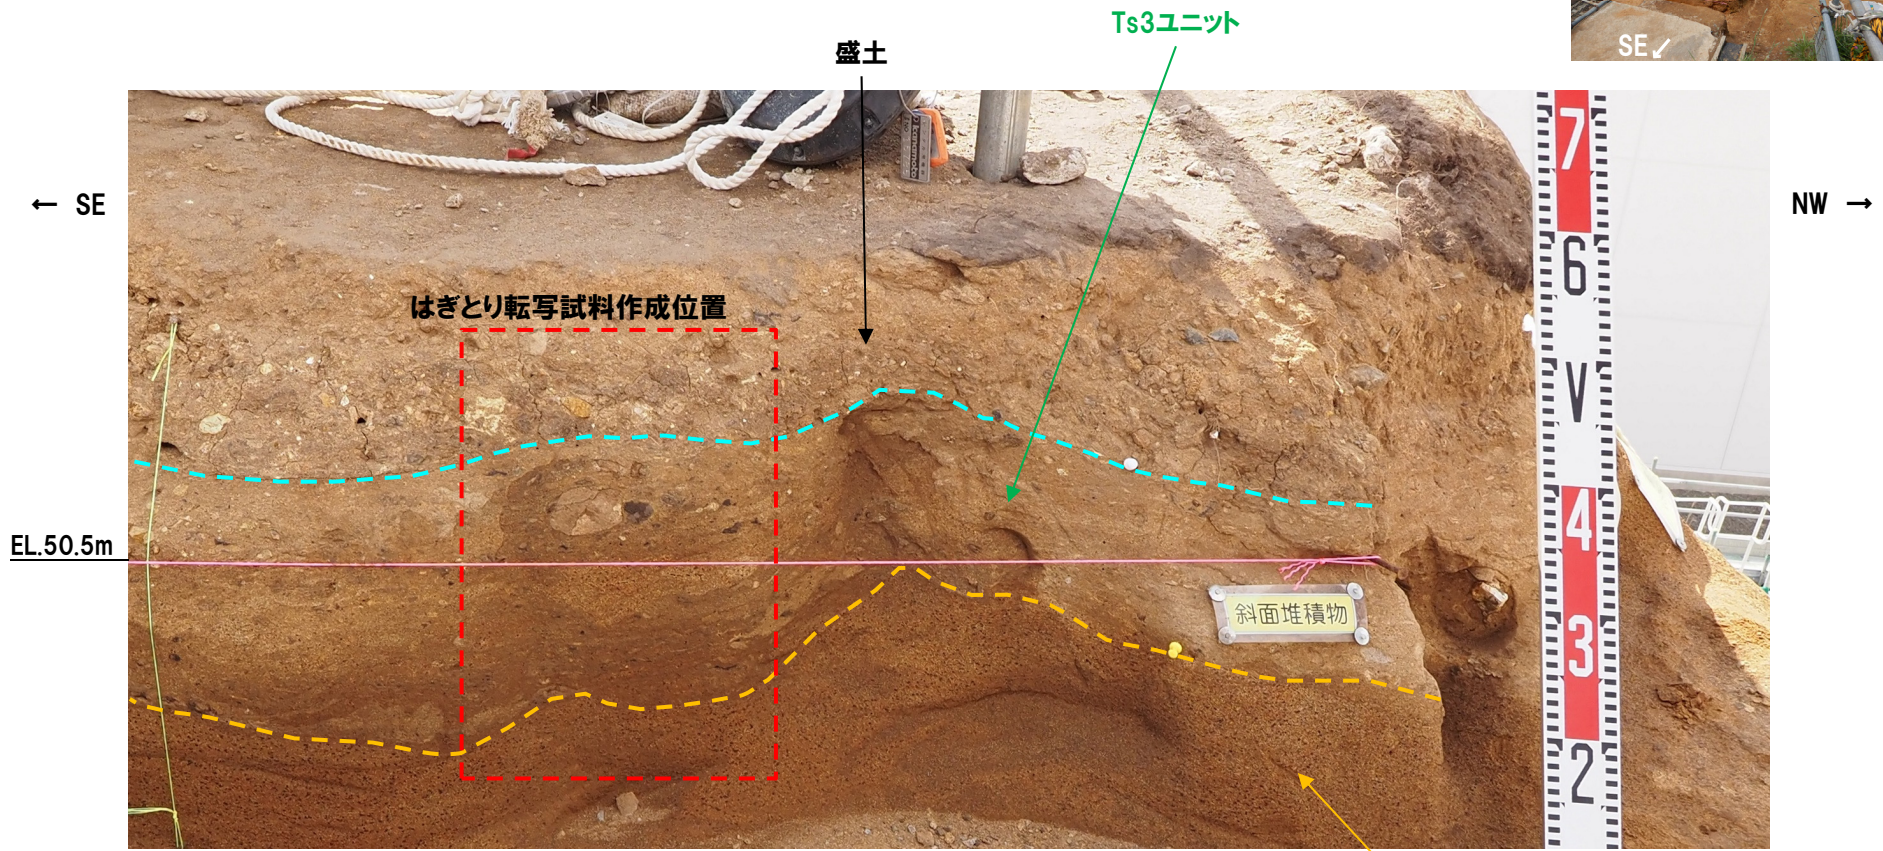 Ts3ユニット
盛土
SE↙
← SE
NW →
はぎとり転写試料作成位置
EL.50.5m
斜面堆積物
7
6
V
4
3
2